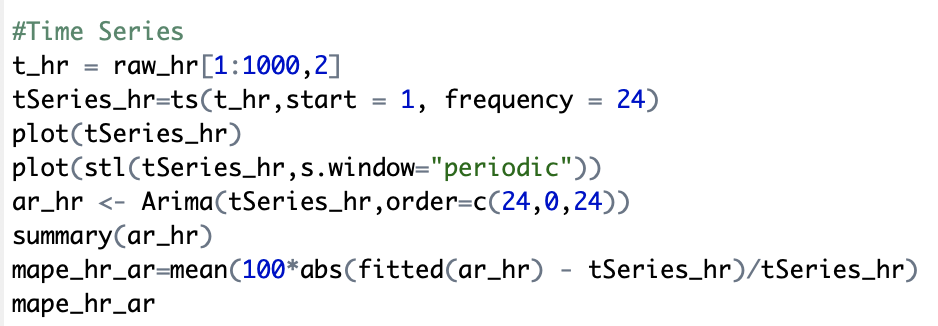 #Time Series
t_hr = raw_hr[1:1000,2]
tSeries_hr=ts(t_hr,start = 1, frequency = 24)
plot(tSeries_hr)
plot(stl(tSeries_hr,s.window="periodic"))
ar_hr <- Arima(tSeries_hr,order=c(24,0,24))
summary(ar_hr)
mape_hr_ar=mean(100*abs(fitted(ar_hr) - tSeries_hr)/tSeries_hr)
mape_hr_ar